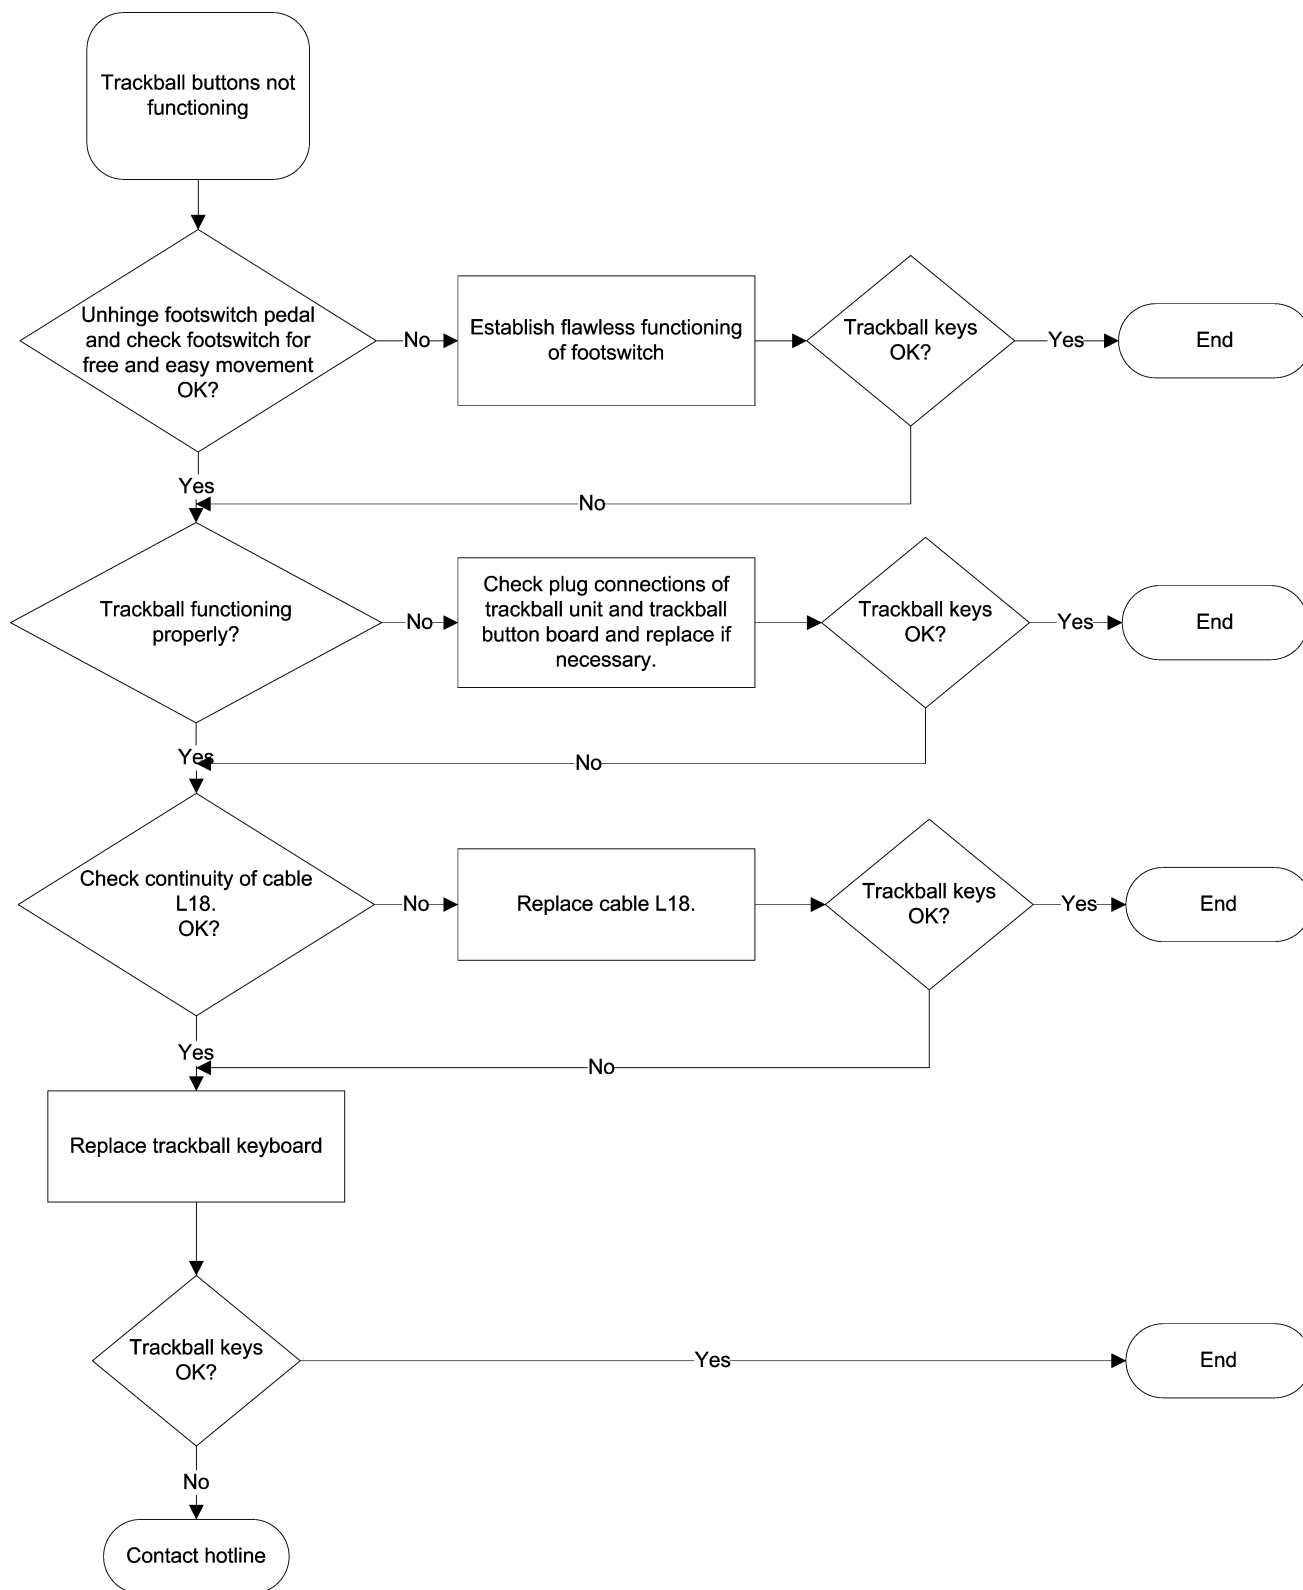 Trackball buttons not
functioning
Unhinge footswitch pedal
and check footswitch for
free and easy movement
OK?
No
Establish flawless functioning
of footswitch
Trackball keys
OK?
Yes
End
Yes
No
Trackball functioning
properly?
No
Check plug connections of
trackball unit and trackball
button board and replace if
necessary.
Trackball keys
OK?
Yes
End
Yes
No
Check continuity of cable
L18.
OK?
No
Replace cable L18.
Trackball keys
OK?
Yes
End
Yes
No
Replace trackball keyboard
Trackball keys
OK?
Yes
End
No
Contact hotline